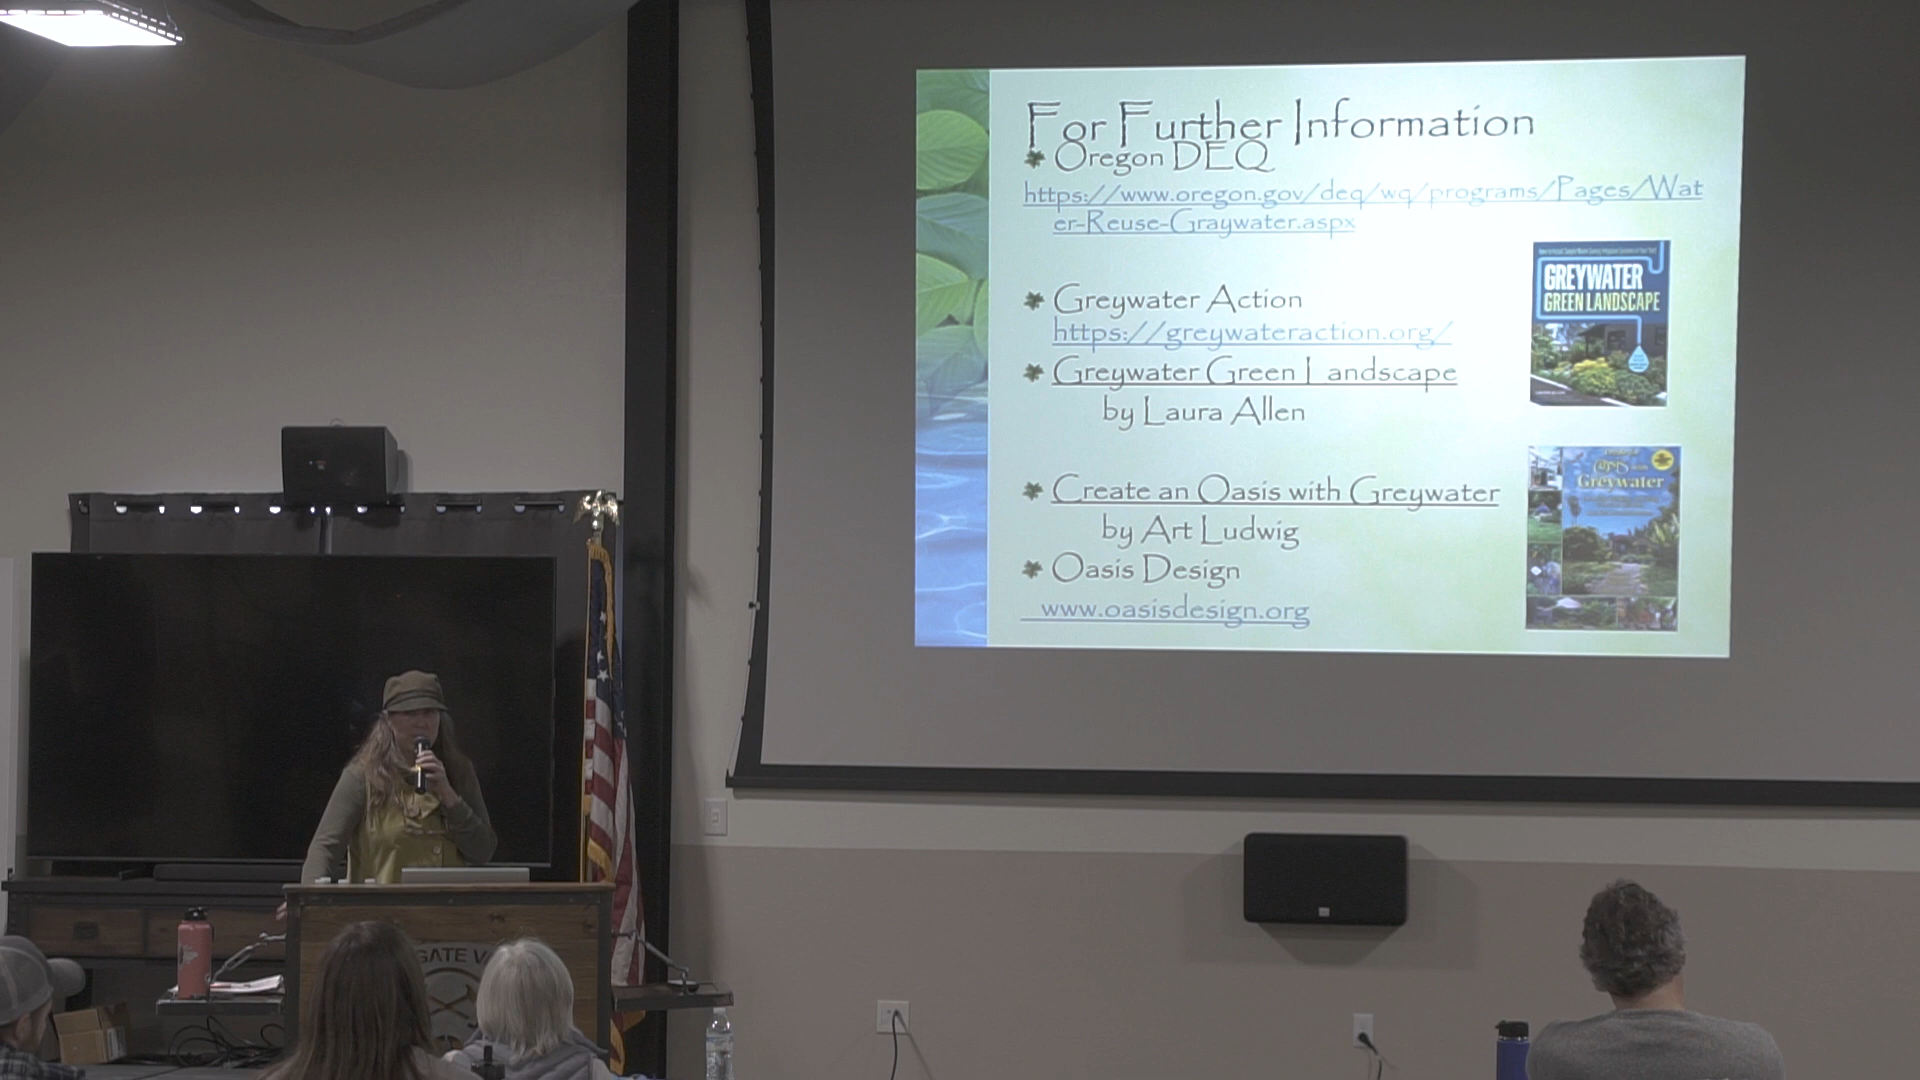 For Further Information
Oregon DEQ
https://www.oregon.gov/deq/wq/programs/Pages/Wat
er-Reuse-Graywater.aspx
Greywater Action
https://greywateraction.org/
Greywater Green Landscape
by Laura Allen
Create an Oasis with Greywater
by Art Ludwig
Oasis Design
www.oasisdesign.org
GREYWATER
GREEN LANDSCAPE
Oasis
Greywater
GATE V